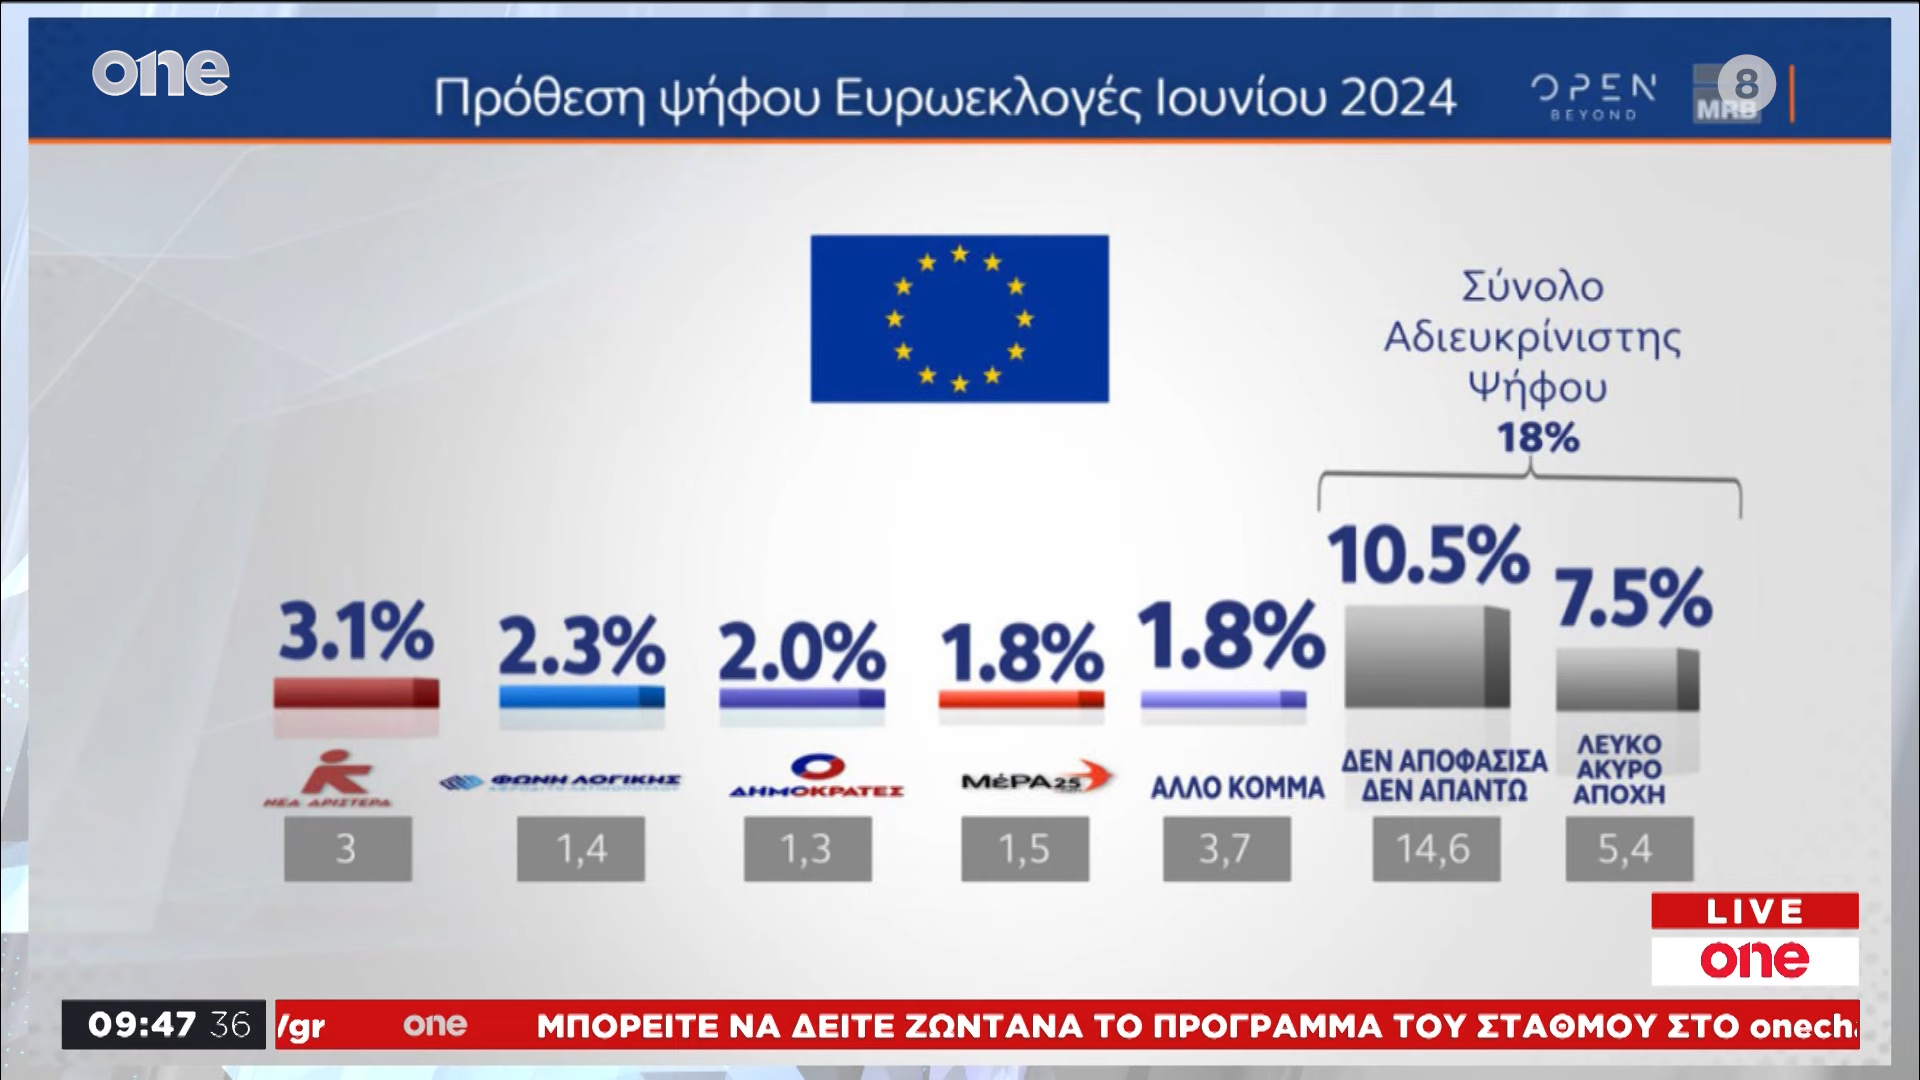 one
Πρόθεση ψήφου Ευρωεκλογές Ιουνίου 2024
OPEN
BEYOND
MRB
8
Σύνολο
Αδιευκρίνιστης
Ψήφου
18%
3.1%
2.3%
2.0%
1.8%
1.8%
10.5%
7.5%
ΝΕΑ ΑΡΙΣΤΕΡΑ
ΦΩΝΗ ΛΟΓΙΚΗΣ
ΔΗΜΟΚΡΑΤΕΣ
ΜέΡΑ25
ΑΛΛΟ ΚΟΜΜΑ
ΔΕΝ ΑΠΟΦΑΣΙΣΑ
ΔΕΝ ΑΠΑΝΤΩ
ΛΕΥΚΟ
ΑΚΥΡΟ
ΑΠΟΧΗ
3
1,4
1,3
1,5
3,7
14,6
5,4
LIVE
one
09:47 36
/gr one ΜΠΟΡΕΙΤΕ ΝΑ ΔΕΙΤΕ ΖΩΝΤΑΝΑ ΤΟ ΠΡΟΓΡΑΜΜΑ ΤΟΥ ΣΤΑΘΜΟΥ ΣΤΟ onech